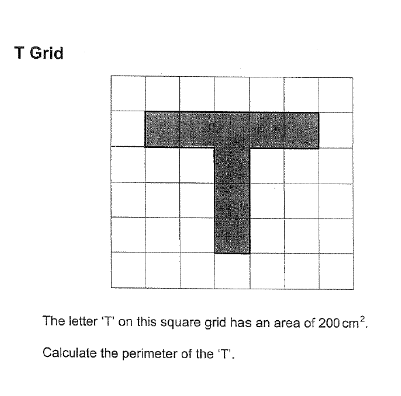 T Grid
The letter ‘T’ on this square grid has an area of 200 cm².
Calculate the perimeter of the ‘T’.